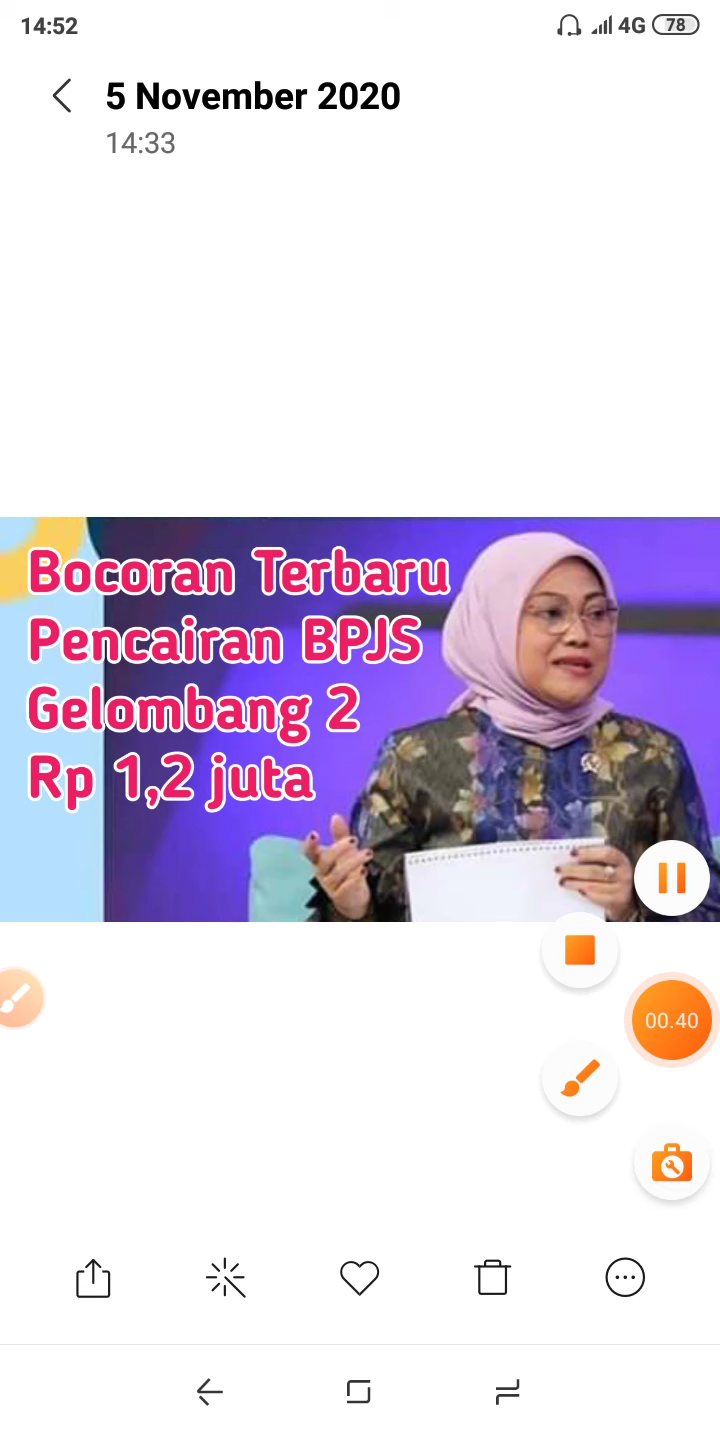 14:52
4G
78
5 November 2020
14:33
Bocoran Terbaru
Pencairan BPJS
Gelombang 2
Rp 1,2 juta
00.40